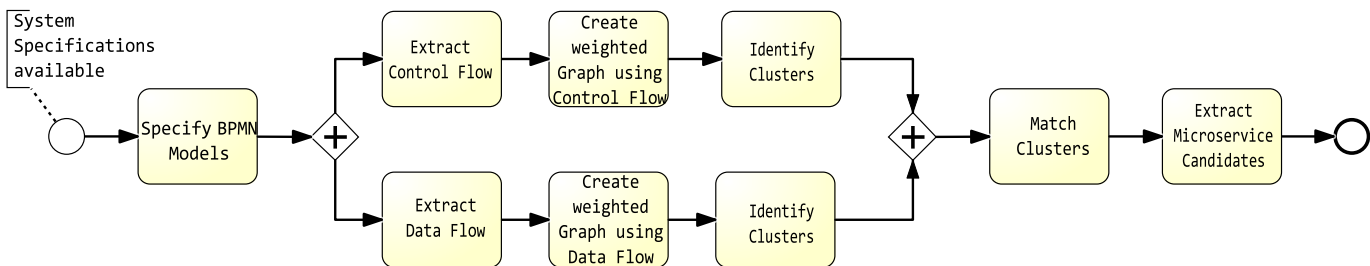 System
Specifications
available
Specify BPMN
Models
Extract
Control Flow
Create
weighted
Graph using
Control Flow
Identify
Clusters
Extract
Data Flow
Create
weighted
Graph using
Data Flow
Identify
Clusters
Match
Clusters
Extract
Microservice
Candidates